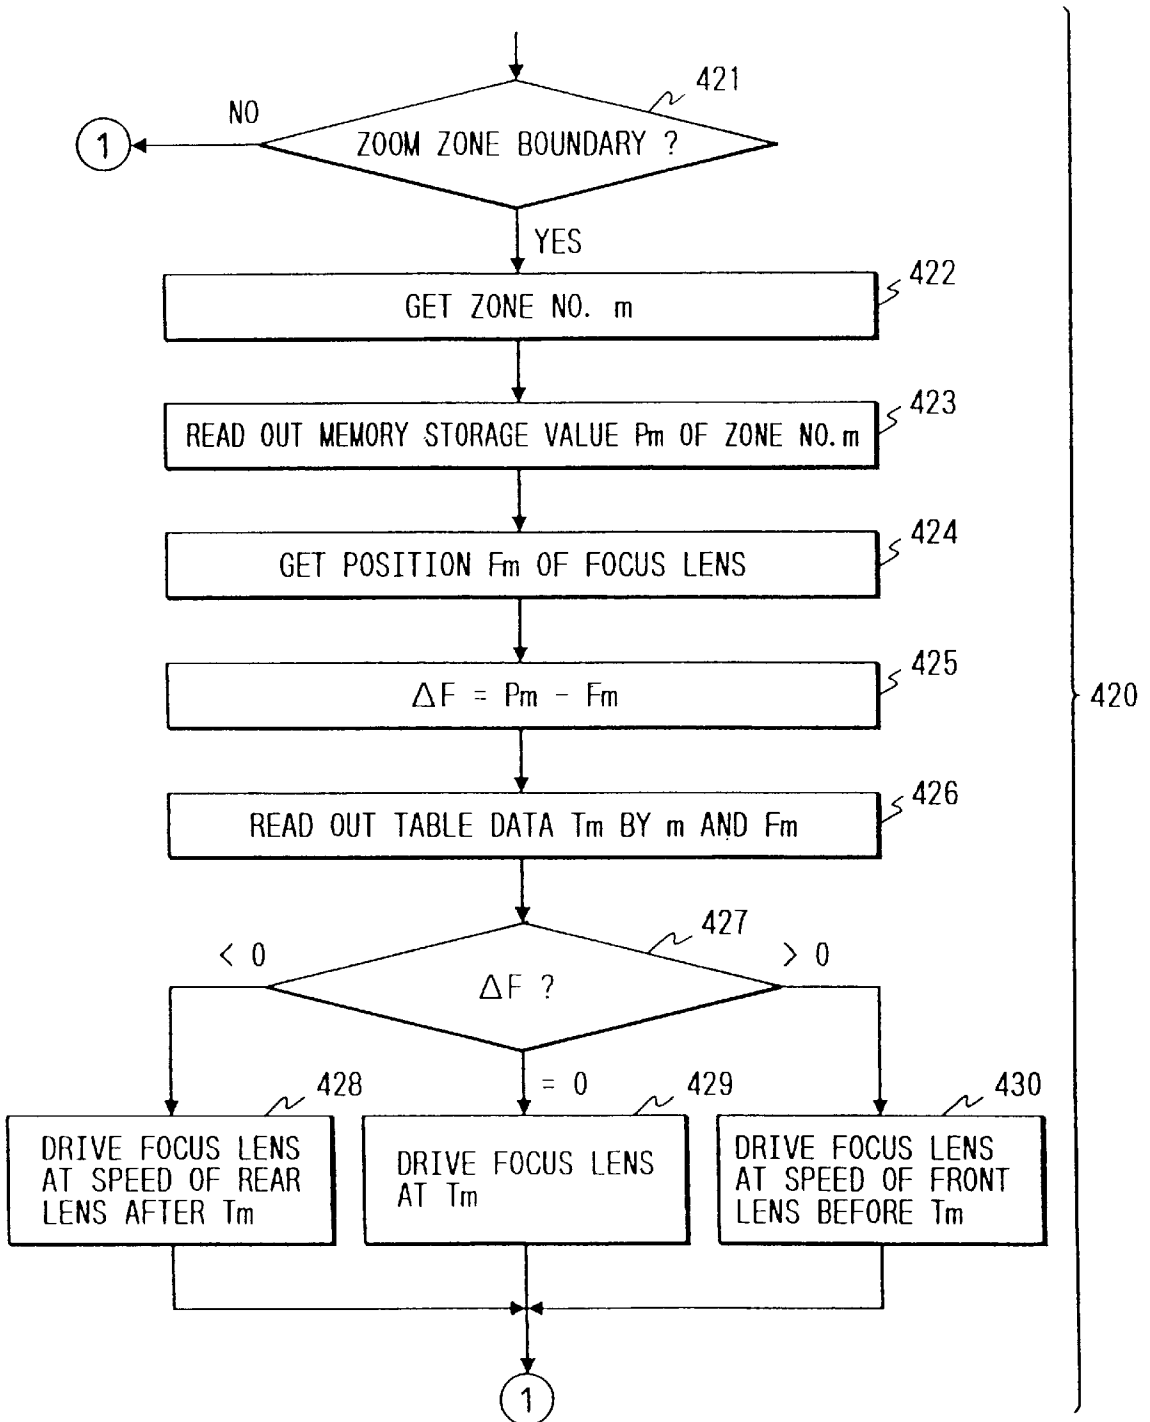 421
NO
1
ZOOM ZONE BOUNDARY ?
YES
422
GET ZONE NO. m
423
READ OUT MEMORY STORAGE VALUE Pm OF ZONE NO. m
424
GET POSITION Fm OF FOCUS LENS
425
ΔF = Pm - Fm
420
426
READ OUT TABLE DATA Tm BY m AND Fm
427
< 0
> 0
ΔF ?
428
= 0
429
430
DRIVE FOCUS LENS
AT SPEED OF REAR
LENS AFTER Tm
DRIVE FOCUS LENS
AT Tm
DRIVE FOCUS LENS
AT SPEED OF FRONT
LENS BEFORE Tm
1